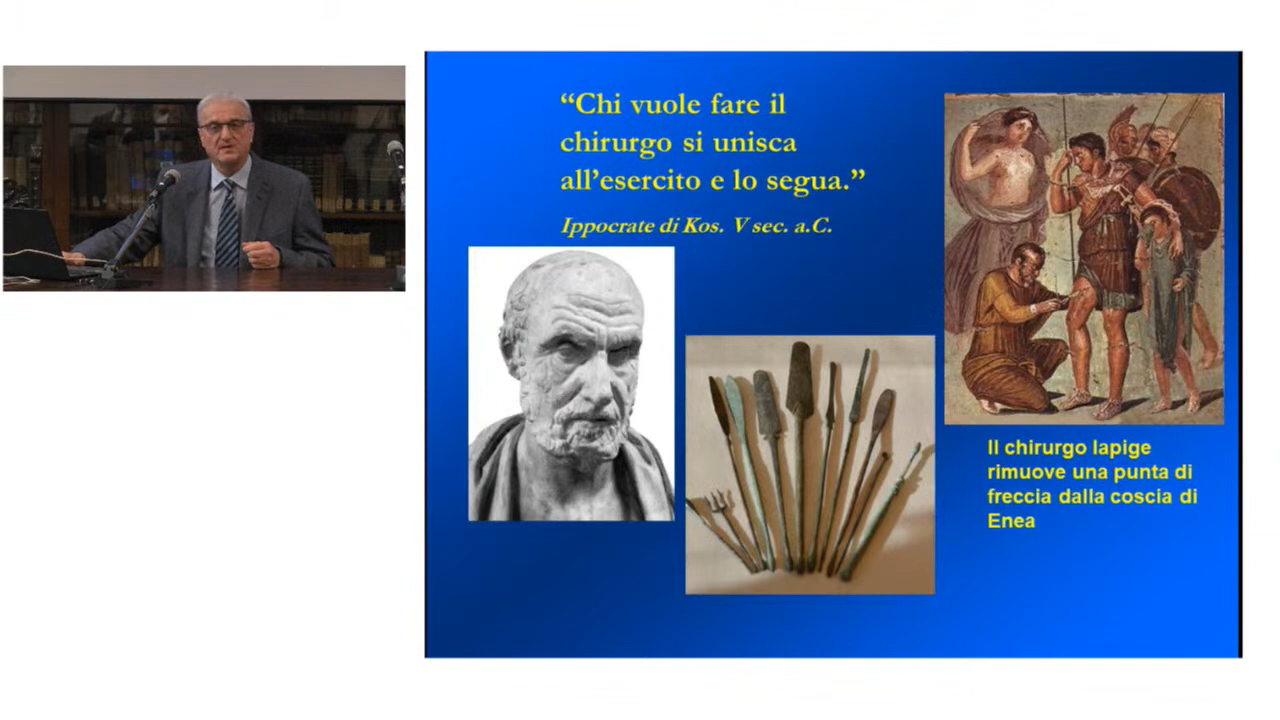 “Chi vuole fare il
chirurgo si unisca
all’esercito e lo segua.”
Ippocrate di Kos. V sec. a.C.
Il chirurgo Iapige
rimuove una punta di
freccia dalla coscia di
Enea